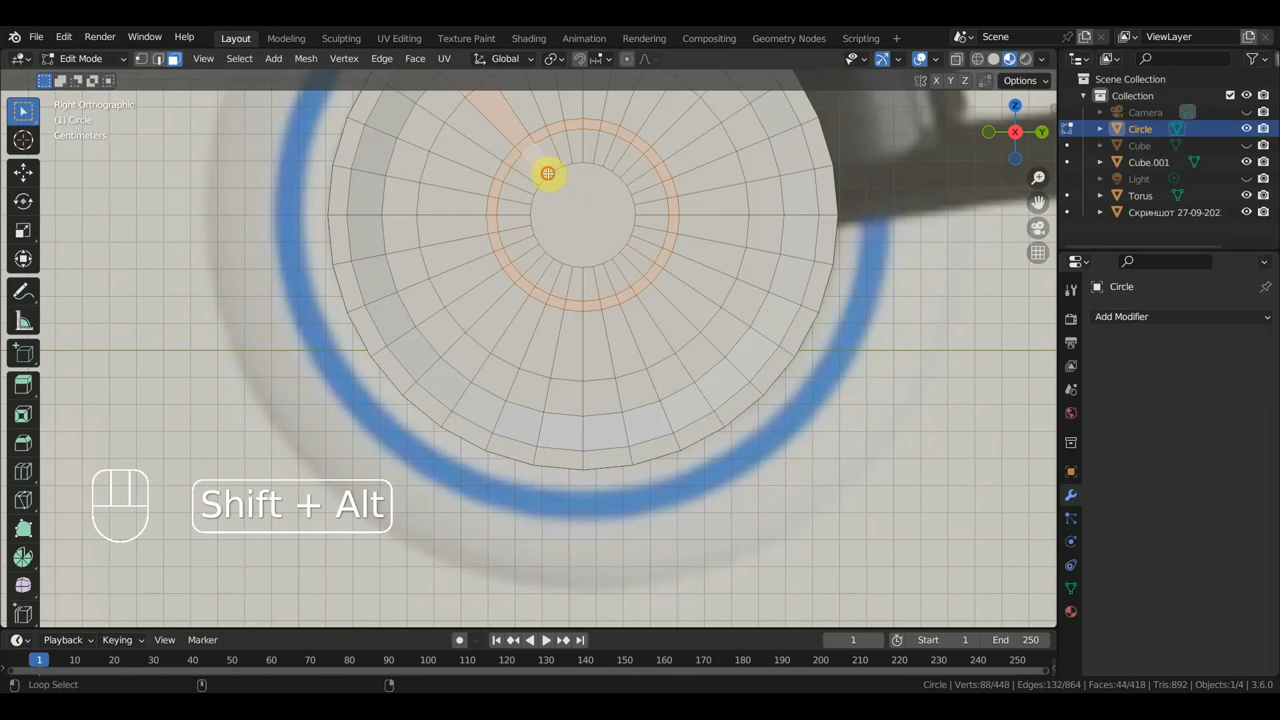 File Edit Render Window Help Layout Modeling Sculpting UV Editing Texture Paint Shading Animation Rendering Compositing Geometry Nodes Scripting + Scene ViewLayer
Edit Mode View Select Add Mesh Vertex Edge Face UV Global
X Y Z Options
Right Orthographic
(1) Circle
Centimeters
Z
X Y
Scene Collection
Collection
Camera
Circle
Cube
Cube.001
Light
Torus
Скриншот 27-09-202
Circle
Add Modifier
Shift + Alt
Playback Keying View Marker 1 Start 1 End 250
1 10 20 30 40 50 60 70 80 90 100 110 120 130 140 150 160 170 180 190 200 210 220 230 240 250
Loop Select Circle | Verts:88/448 | Edges:132/864 | Faces:44/418 | Tris:892 | Objects:1/4 | 3.6.0